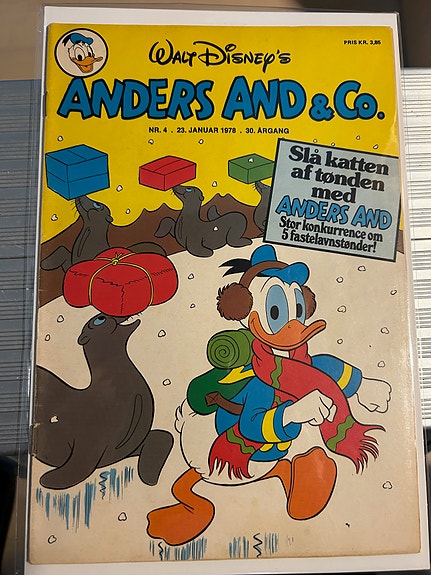 WALT DISNEY'S
PRIS KR. 3,85
ANDERS AND & Co.
NR. 4 . 23. JANUAR 1978 . 30. ÅRGANG
Slå katten
af tønden
med
ANDERS AND
Stor konkurrence om
5 fastelavnstønder!